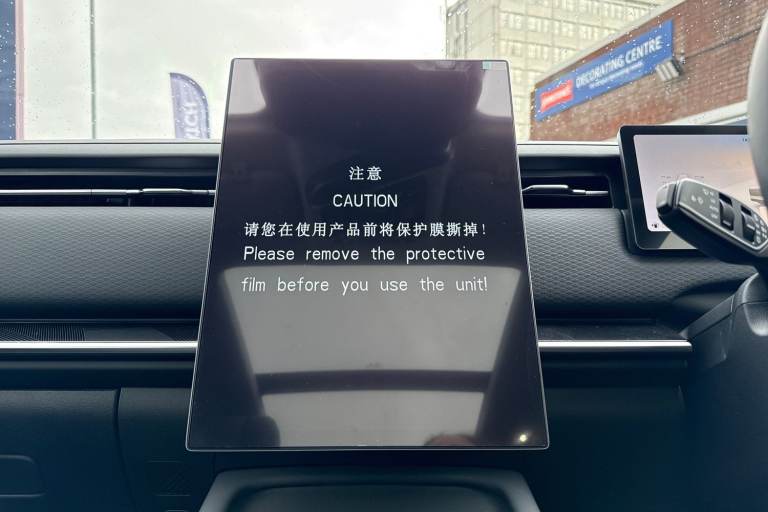 DECORATING CENTRE
注意
CAUTION
请您在使用产品前将保护膜撕掉!
Please remove the protective
film before you use the unit!